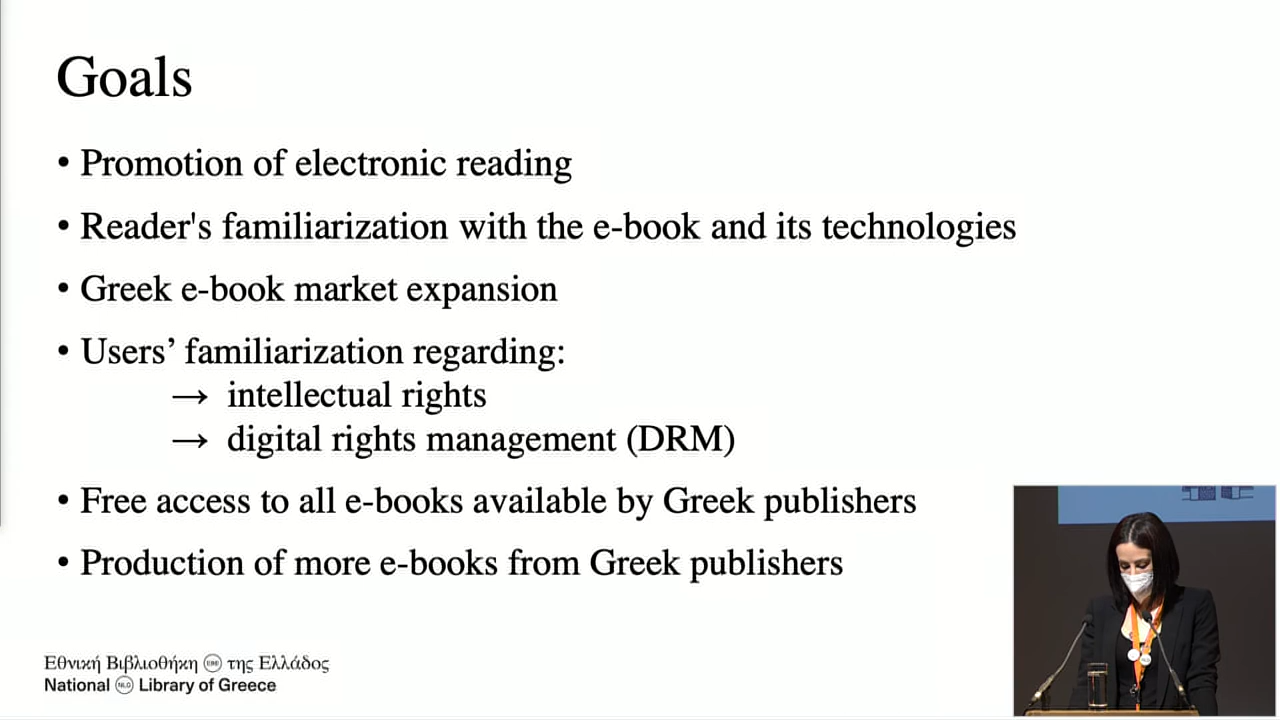 Goals
• Promotion of electronic reading
• Reader's familiarization with the e-book and its technologies
• Greek e-book market expansion
• Users’ familiarization regarding:
→ intellectual rights
→ digital rights management (DRM)
• Free access to all e-books available by Greek publishers
• Production of more e-books from Greek publishers
Εθνική Βιβλιοθήκη της Ελλάδος
National NLG Library of Greece